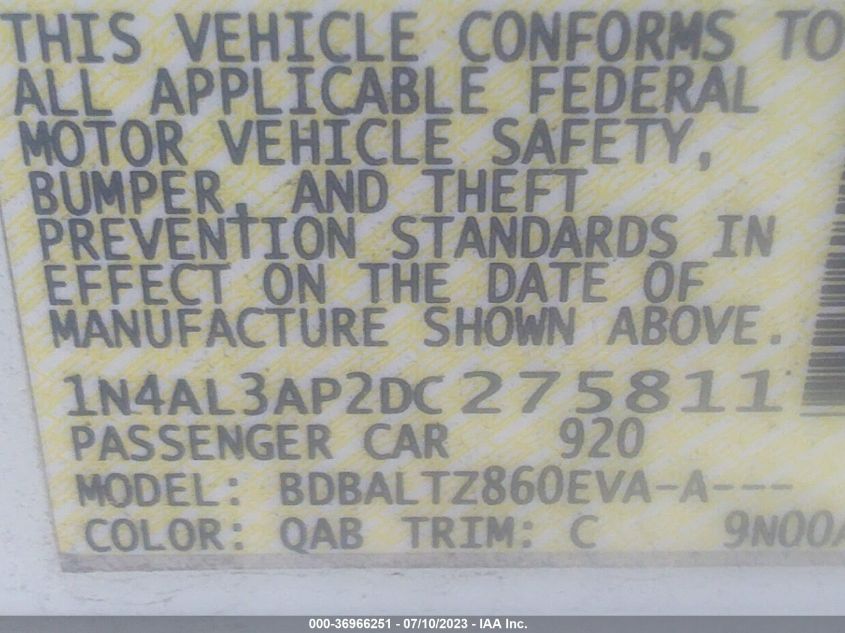 THIS VEHICLE CONFORMS TO
ALL APPLICABLE FEDERAL
MOTOR VEHICLE SAFETY,
BUMPER, AND THEFT
PREVENTION STANDARDS IN
EFFECT ON THE DATE OF
MANUFACTURE SHOWN ABOVE.
1N4AL3AP2DC275811
PASSENGER CAR 920
MODEL: BDBALTZ860EVA-A---
COLOR: QAB TRIM: C 9N00A
000-36966251 - 07/10/2023 - IAA Inc.